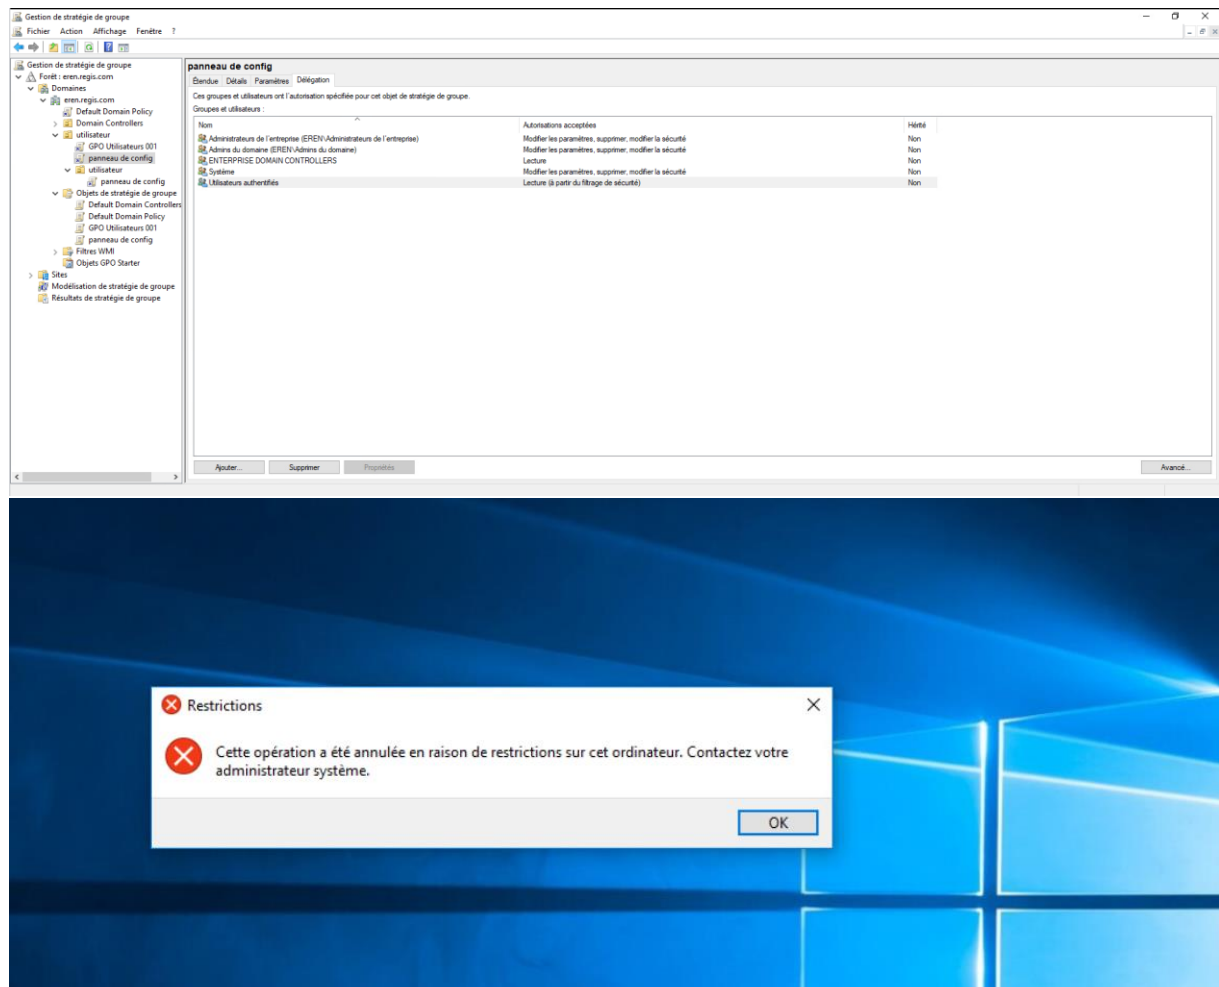 Gestion de stratégie de groupe
Fichier Action Affichage Fenêtre ?
Gestion de stratégie de groupe
Forêt : eren.regis.com
Domaines
eren.regis.com
Default Domain Policy
Domain Controllers
utilisateur
GPO Utilisateurs 001
panneau de config
utilisateur
panneau de config
Objets de stratégie de groupe
Default Domain Controllers
Default Domain Policy
GPO Utilisateurs 001
panneau de config
Filtres WMI
Objets GPO Starter
Sites
Modélisation de stratégie de groupe
Résultats de stratégie de groupe
panneau de config
Étendue Détails Paramètres Délégation
Ces groupes et utilisateurs ont l'autorisation spécifiée pour cet objet de stratégie de groupe.
Groupes et utilisateurs :
Nom Autorisations acceptées Hérité
Administrateurs de l'entreprise (EREN\Administrateurs de l'entreprise) Modifier les paramètres, supprimer, modifier la sécurité Non
Admins du domaine (EREN\Admins du domaine) Modifier les paramètres, supprimer, modifier la sécurité Non
ENTERPRISE DOMAIN CONTROLLERS Lecture Non
Système Modifier les paramètres, supprimer, modifier la sécurité Non
Utilisateurs authentifiés Lecture (à partir du filtrage de sécurité) Non
Ajouter... Supprimer Propriétés Avancé...
Restrictions
Cette opération a été annulée en raison de restrictions sur cet ordinateur. Contactez votre
administrateur système.
OK